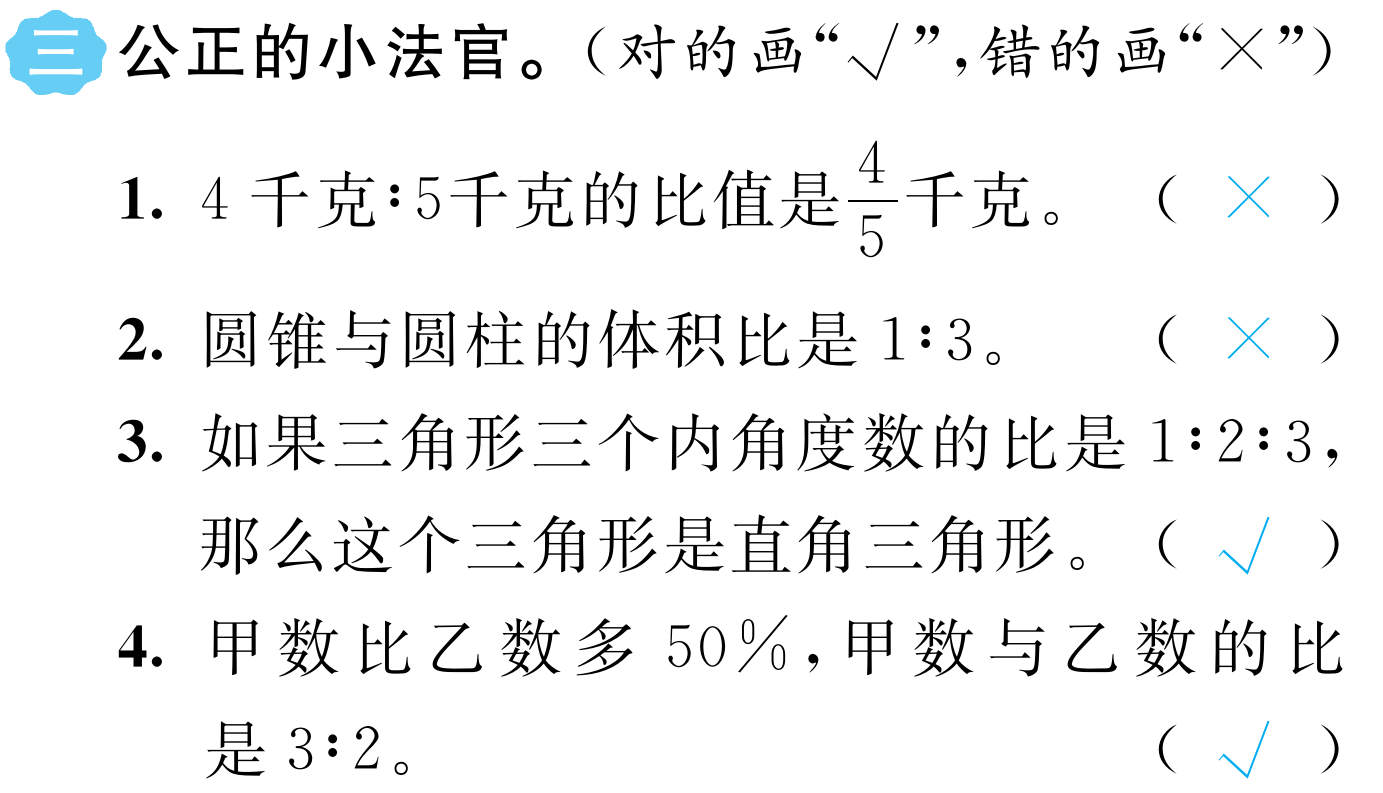 三 公正的小法官。(对的画“√”,错的画“×”)
1. 4 千克∶5千克的比值是4/5千克。 ( × )
2. 圆锥与圆柱的体积比是 1∶3。 ( × )
3. 如果三角形三个内角度数的比是 1∶2∶3,
那么这个三角形是直角三角形。( √ )
4. 甲数比乙数多 50%,甲数与乙数的比
是 3∶2。 ( √ )